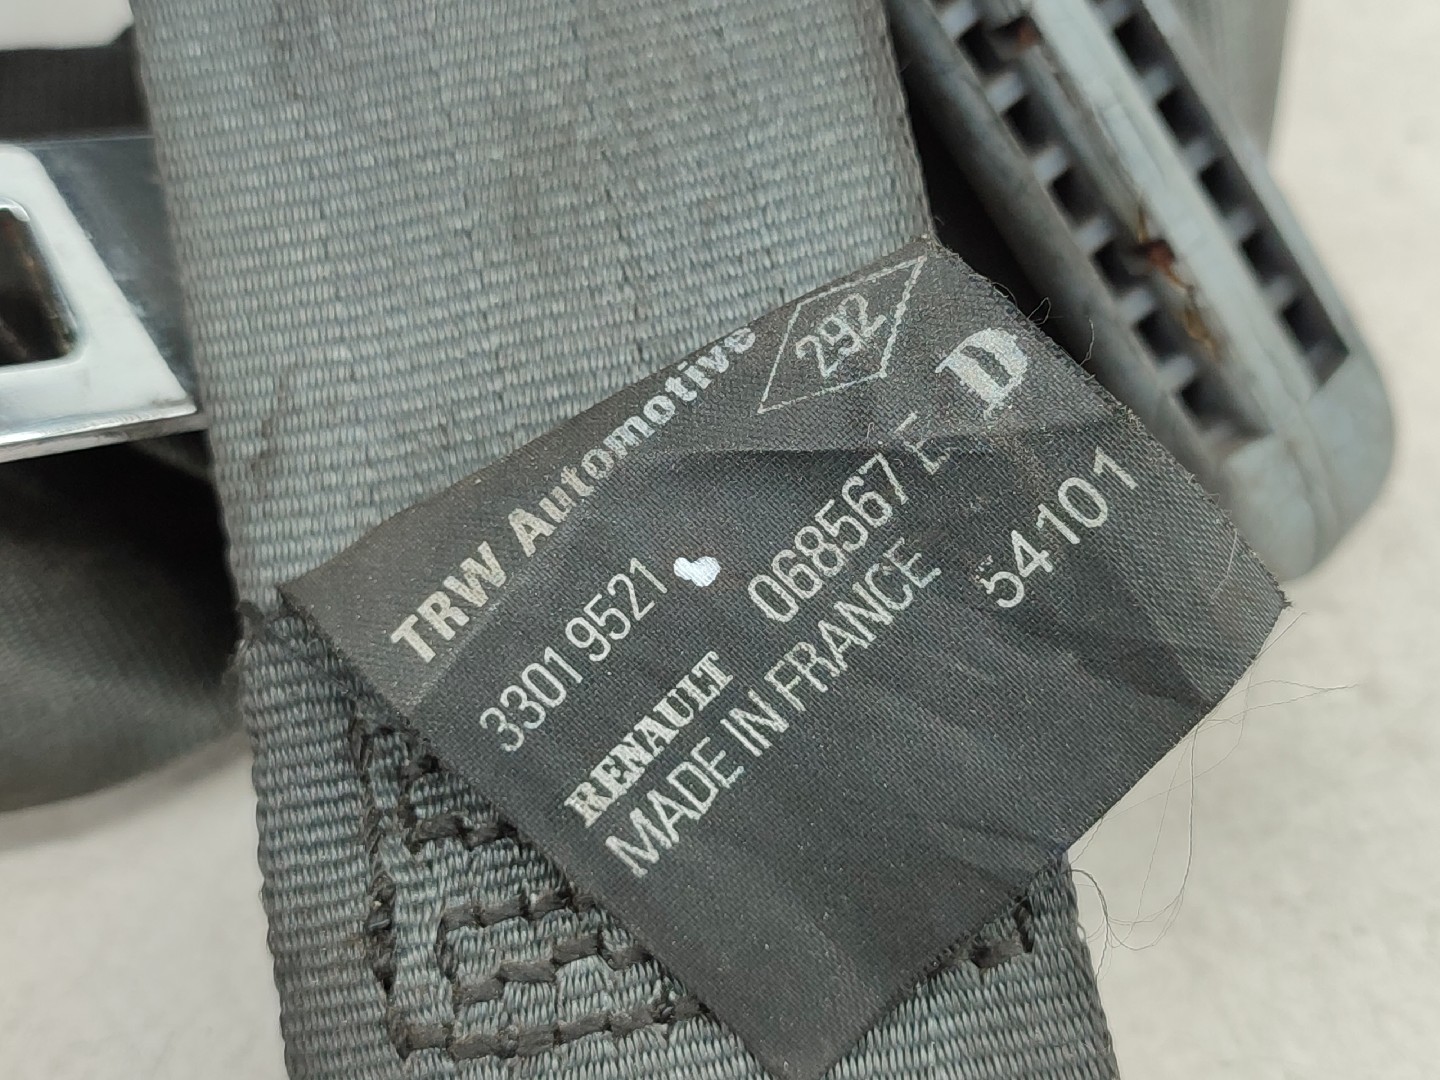 TRW Automotive 292
33019521 068567 E D
RENAULT
MADE IN FRANCE 54101